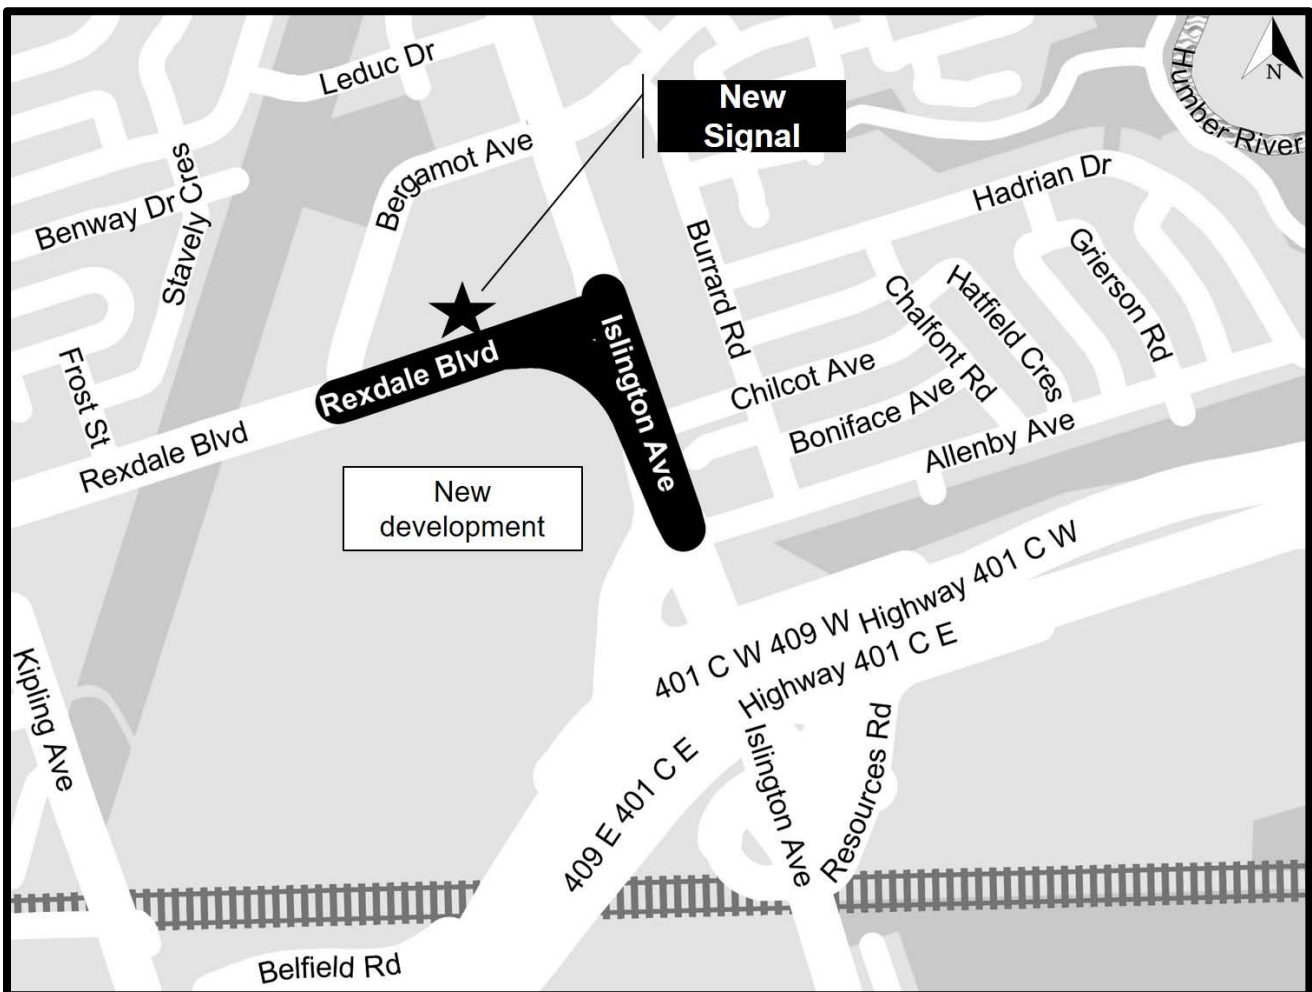 Leduc Dr
New
Signal
N
Humber River
Bergamot Ave
Stavely Cres
Benway Dr
Hadrian Dr
Burrard Rd
Grierson Rd
Hatfield Cres
Chalfont Rd
Islington Ave
Rexdale Blvd
Frost St
Chilcot Ave
Boniface Ave
Allenby Ave
Rexdale Blvd
New
development
Highway 401 C W
401 C W 409 W
Highway 401 C E
Kipling Ave
409 E 401 C E
Islington Ave
Resources Rd
Belfield Rd